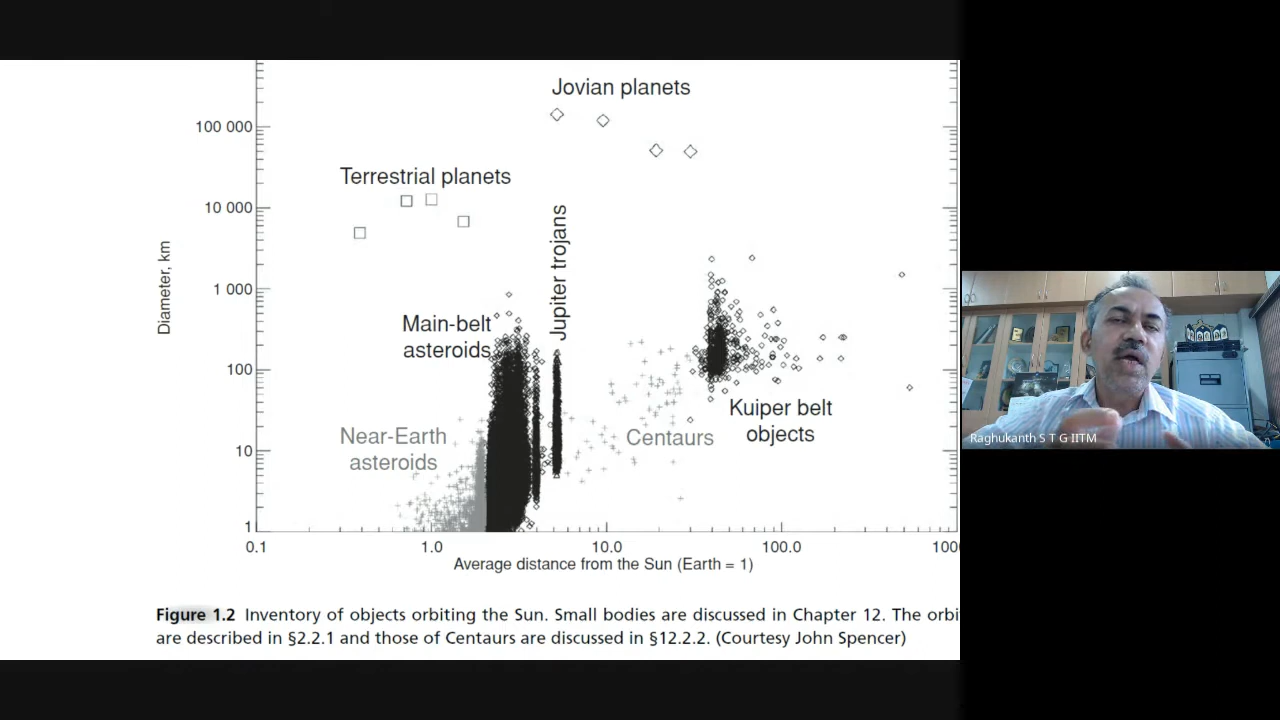 Jovian planets
100 000
Terrestrial planets
10 000
Jupiter trojans
Diameter, km
1 000
Main-belt
asteroids
100
Kuiper belt
objects
Near-Earth
asteroids
Centaurs
10
1
0.1
1.0
10.0
100.0
100
Average distance from the Sun (Earth = 1)
Figure 1.2 Inventory of objects orbiting the Sun. Small bodies are discussed in Chapter 12. The orbi
are described in §2.2.1 and those of Centaurs are discussed in §12.2.2. (Courtesy John Spencer)
Raghukanth S T G IITM